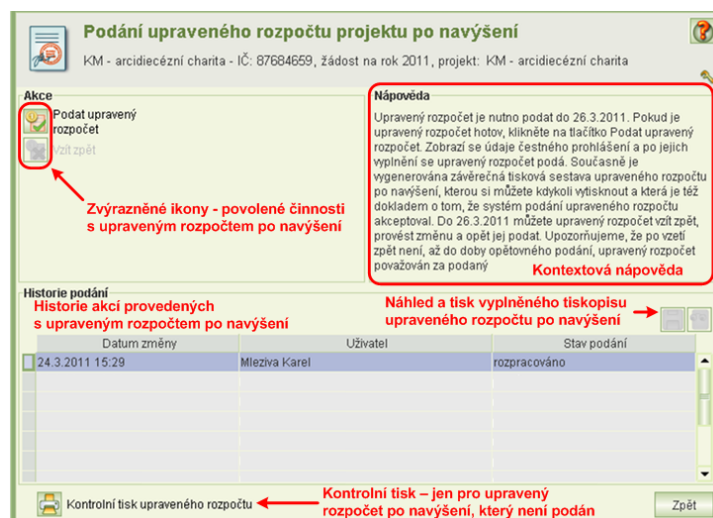 Podání upraveného rozpočtu projektu po navýšení
KM - arcidiecézní charita - IČ: 87684659, žádost na rok 2011, projekt: KM - arcidiecézní charita
Akce
Podat upravený
rozpočet
Vzít zpět
Zvýrazněné ikony - povolené činnosti
s upraveným rozpočtem po navýšení
Nápověda
Upravený rozpočet je nutno podat do 26.3.2011. Pokud je
upravený rozpočet hotov, klikněte na tlačítko Podat upravený
rozpočet. Zobrazí se údaje čestného prohlášení a po jejich
vyplnění se upravený rozpočet podá. Současně je
vygenerována závěrečná tisková sestava upraveného rozpočtu
po navýšení, kterou si můžete kdykoli vytisknout a která je též
dokladem o tom, že systém podání upraveného rozpočtu
akceptoval. Do 26.3.2011 můžete upravený rozpočet vzít zpět,
provést změnu a opět jej podat. Upozorňujeme, že po vzetí
zpět není, až do doby opětovného podání, upravený rozpočet
považován za podaný
Kontextová nápověda
Historie podání
Historie akcí provedených
s upraveným rozpočtem po navýšení
Náhled a tisk vyplněného tiskopisu
upraveného rozpočtu po navýšení
Datum změny Uživatel Stav podání
24.3.2011 15:29 Mleziva Karel rozpracováno
Kontrolní tisk upraveného rozpočtu
Kontrolní tisk – jen pro upravený
rozpočet po navýšení, který není podán
Zpět